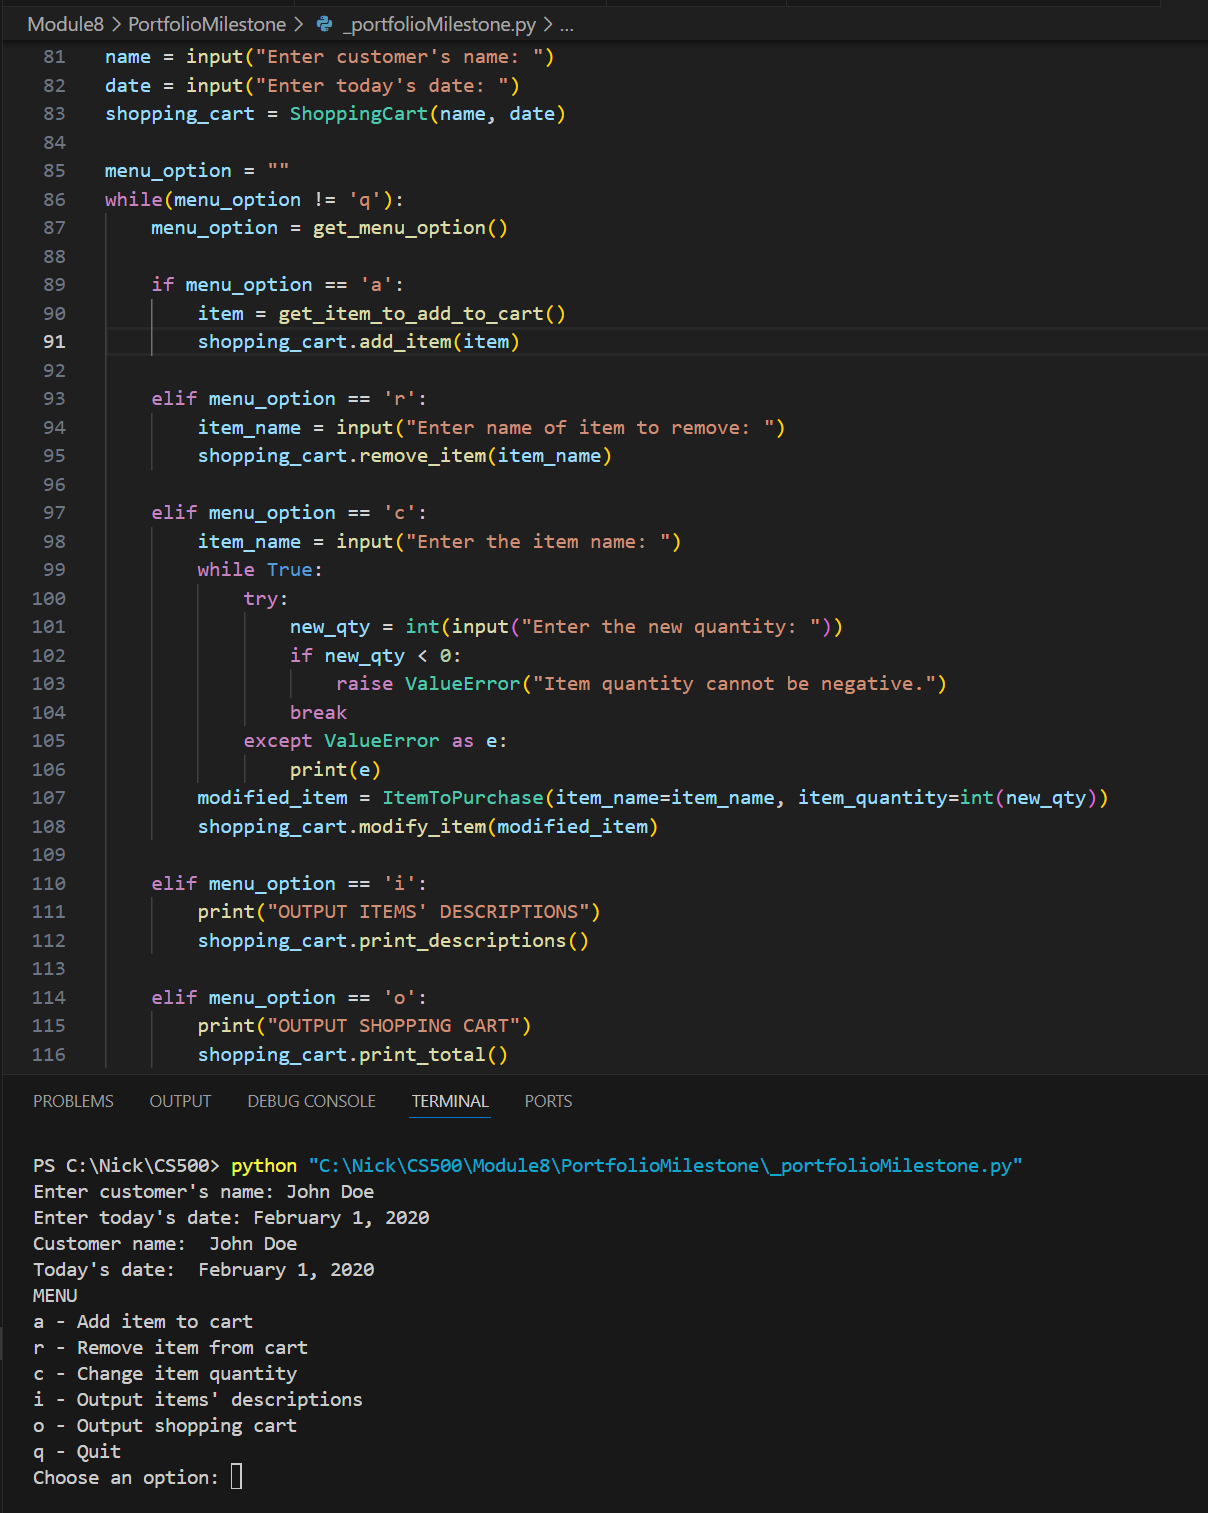 Module8 > PortfolioMilestone > _portfolioMilestone.py > ...
81 name = input("Enter customer's name: ")
82 date = input("Enter today's date: ")
83 shopping_cart = ShoppingCart(name, date)
84
85 menu_option = ""
86 while(menu_option != 'q'):
87     menu_option = get_menu_option()
88
89     if menu_option == 'a':
90         item = get_item_to_add_to_cart()
91         shopping_cart.add_item(item)
92
93     elif menu_option == 'r':
94         item_name = input("Enter name of item to remove: ")
95         shopping_cart.remove_item(item_name)
96
97     elif menu_option == 'c':
98         item_name = input("Enter the item name: ")
99         while True:
100             try:
101                 new_qty = int(input("Enter the new quantity: "))
102                 if new_qty < 0:
103                     raise ValueError("Item quantity cannot be negative.")
104                 break
105             except ValueError as e:
106                 print(e)
107         modified_item = ItemToPurchase(item_name=item_name, item_quantity=int(new_qty))
108         shopping_cart.modify_item(modified_item)
109
110     elif menu_option == 'i':
111         print("OUTPUT ITEMS' DESCRIPTIONS")
112         shopping_cart.print_descriptions()
113
114     elif menu_option == 'o':
115         print("OUTPUT SHOPPING CART")
116         shopping_cart.print_total()
PROBLEMS OUTPUT DEBUG CONSOLE TERMINAL PORTS
PS C:\Nick\CS500> python "C:\Nick\CS500\Module8\PortfolioMilestone\_portfolioMilestone.py"
Enter customer's name: John Doe
Enter today's date: February 1, 2020
Customer name:  John Doe
Today's date:  February 1, 2020
MENU
a - Add item to cart
r - Remove item from cart
c - Change item quantity
i - Output items' descriptions
o - Output shopping cart
q - Quit
Choose an option: